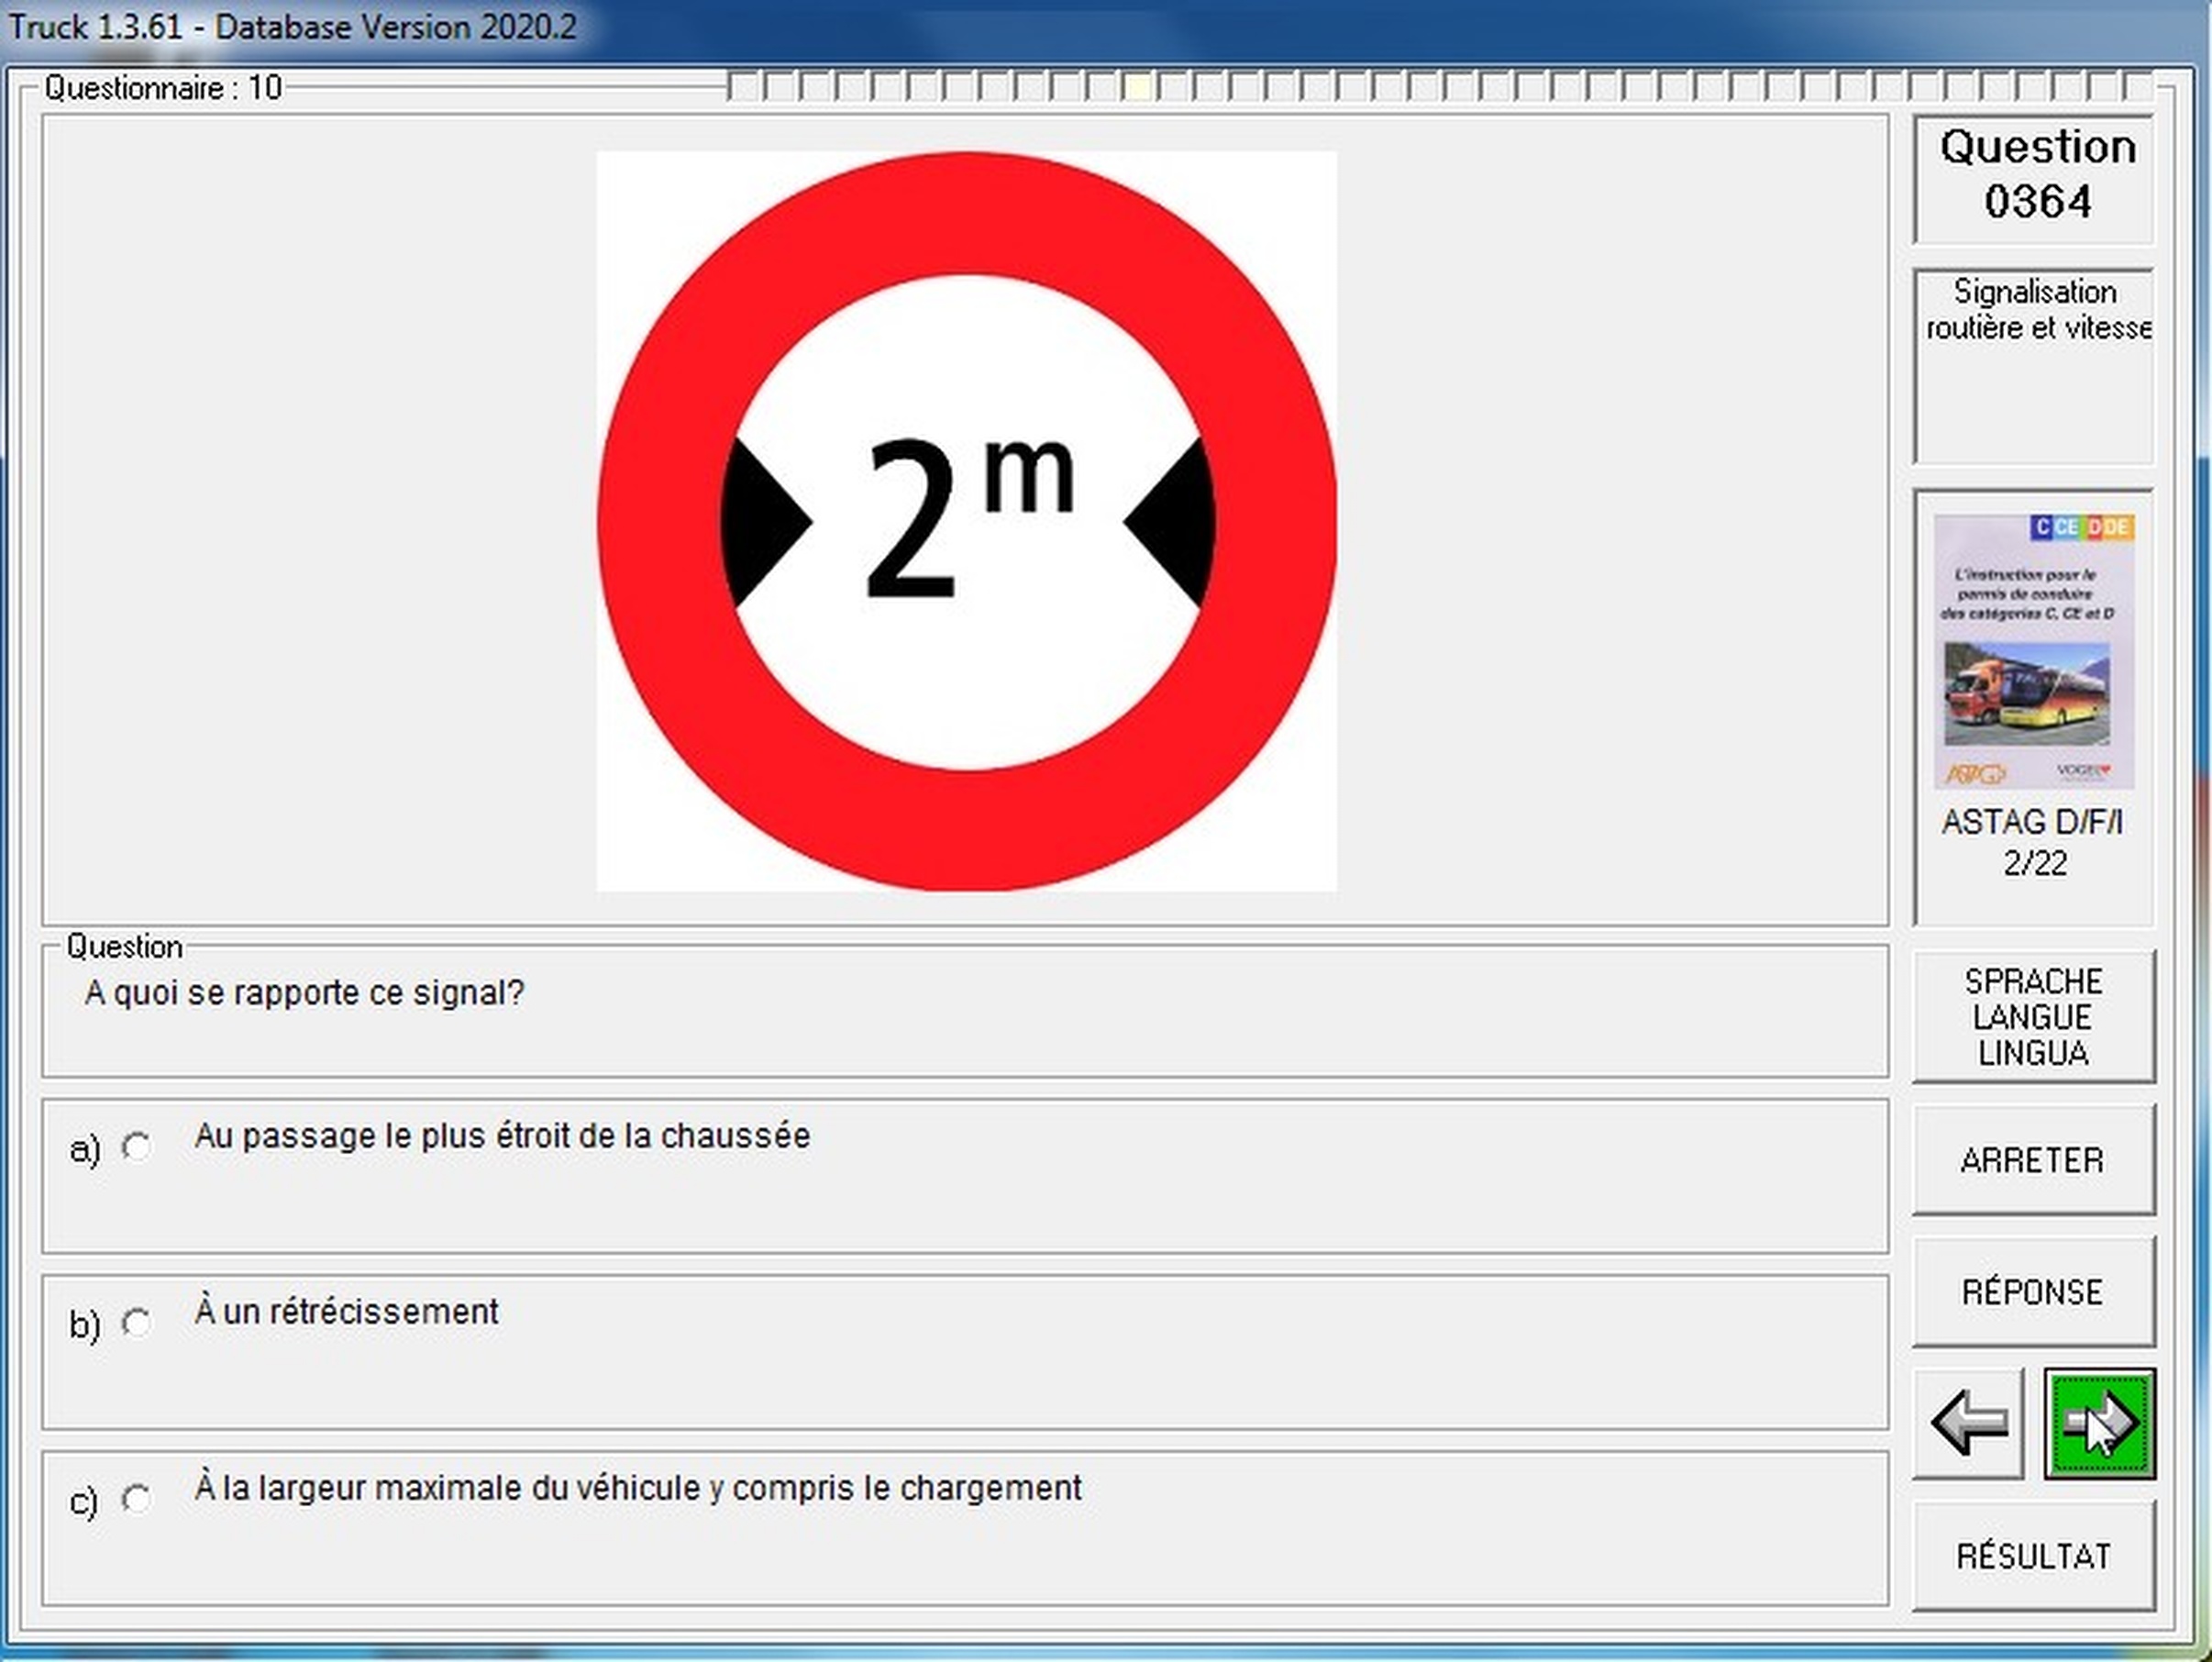 Truck 1.3.61 - Database Version 2020.2
Questionnaire : 10
2 m
Question
0364
Signalisation
routière et vitesse
C CE D DE
L'instruction pour le
permis de conduire
des catégories C, CE et D
ASTAG
VOGEL
ASTAG D/F/I
2/22
Question
A quoi se rapporte ce signal?
a) Au passage le plus étroit de la chaussée
b) À un rétrécissement
c) À la largeur maximale du véhicule y compris le chargement
SPRACHE
LANGUE
LINGUA
ARRETER
RÉPONSE
RÉSULTAT